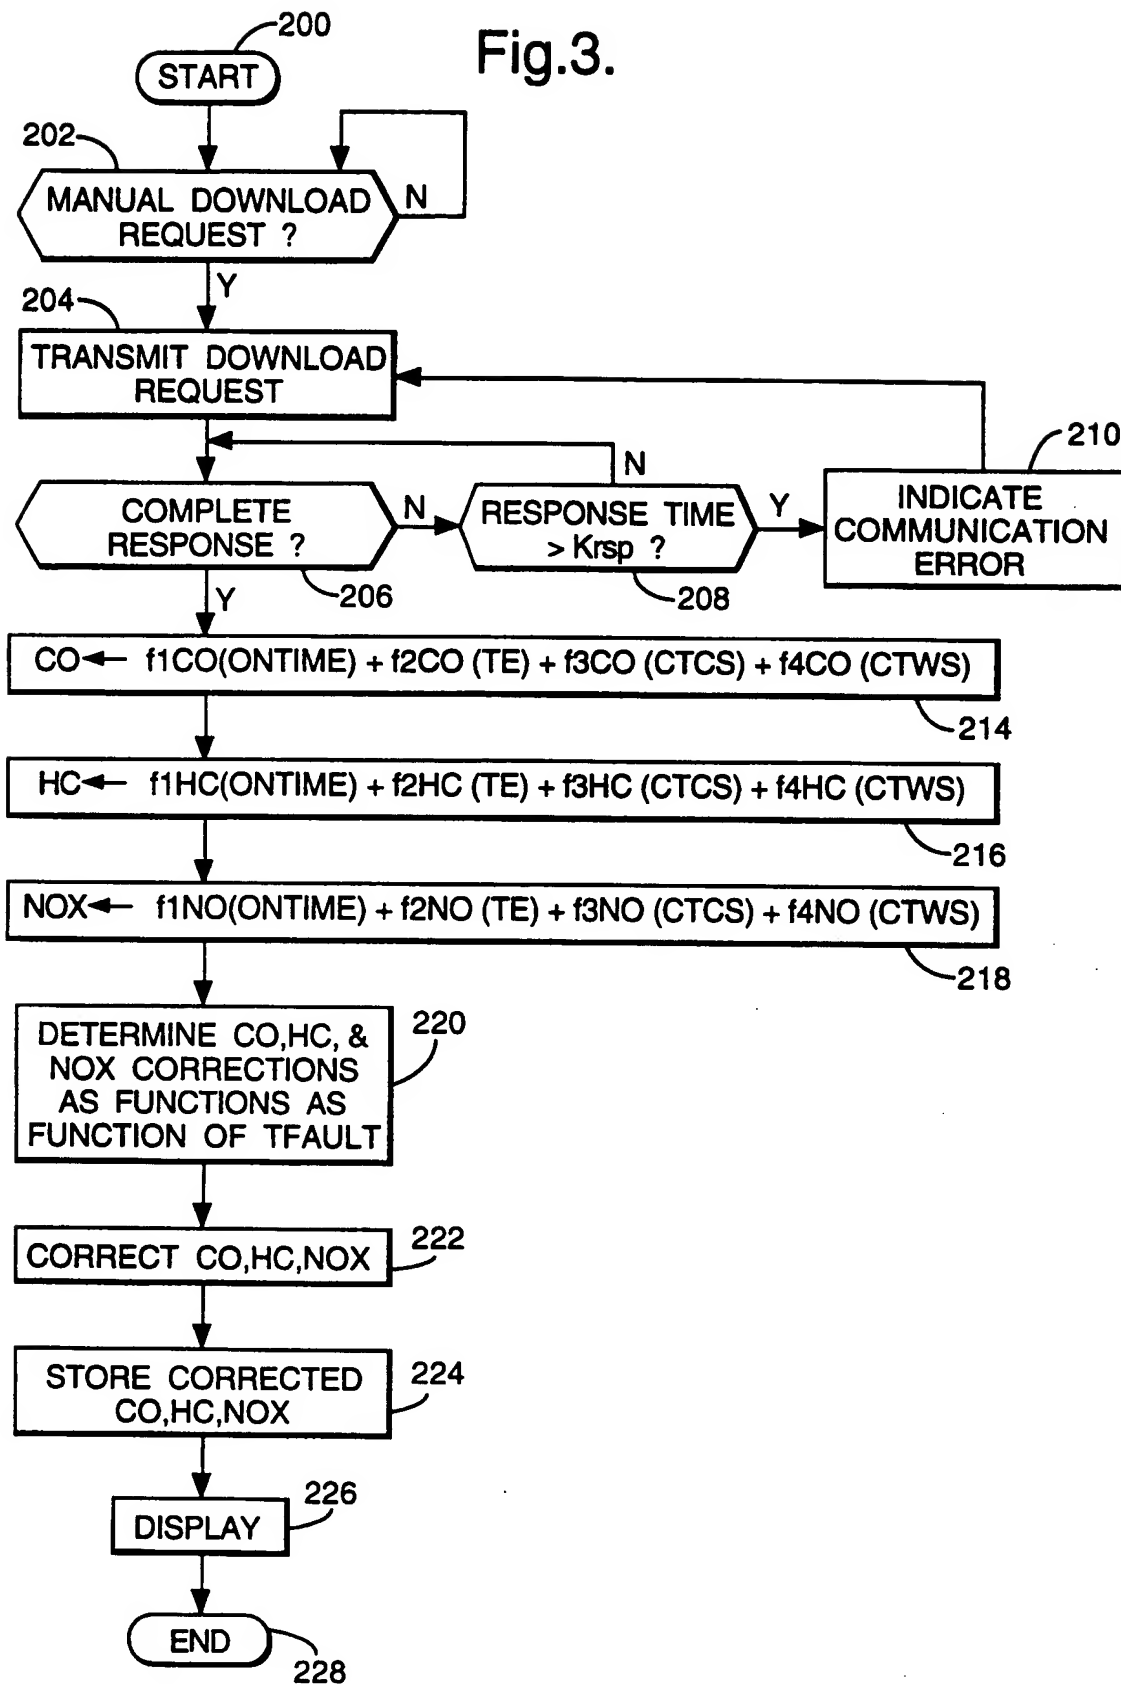 Fig.3.
200
START
202
MANUAL DOWNLOAD
REQUEST ?
N
Y
204
TRANSMIT DOWNLOAD
REQUEST
210
N
COMPLETE
RESPONSE ?
N
RESPONSE TIME
> Krsp ?
Y
INDICATE
COMMUNICATION
ERROR
206
208
Y
CO← f1CO(ONTIME) + f2CO (TE) + f3CO (CTCS) + f4CO (CTWS)
214
HC← f1HC(ONTIME) + f2HC (TE) + f3HC (CTCS) + f4HC (CTWS)
216
NOX← f1NO(ONTIME) + f2NO (TE) + f3NO (CTCS) + f4NO (CTWS)
218
DETERMINE CO,HC, &
NOX CORRECTIONS
AS FUNCTIONS AS
FUNCTION OF TFAULT
220
CORRECT CO,HC,NOX
222
STORE CORRECTED
CO,HC,NOX
224
DISPLAY
226
END
228